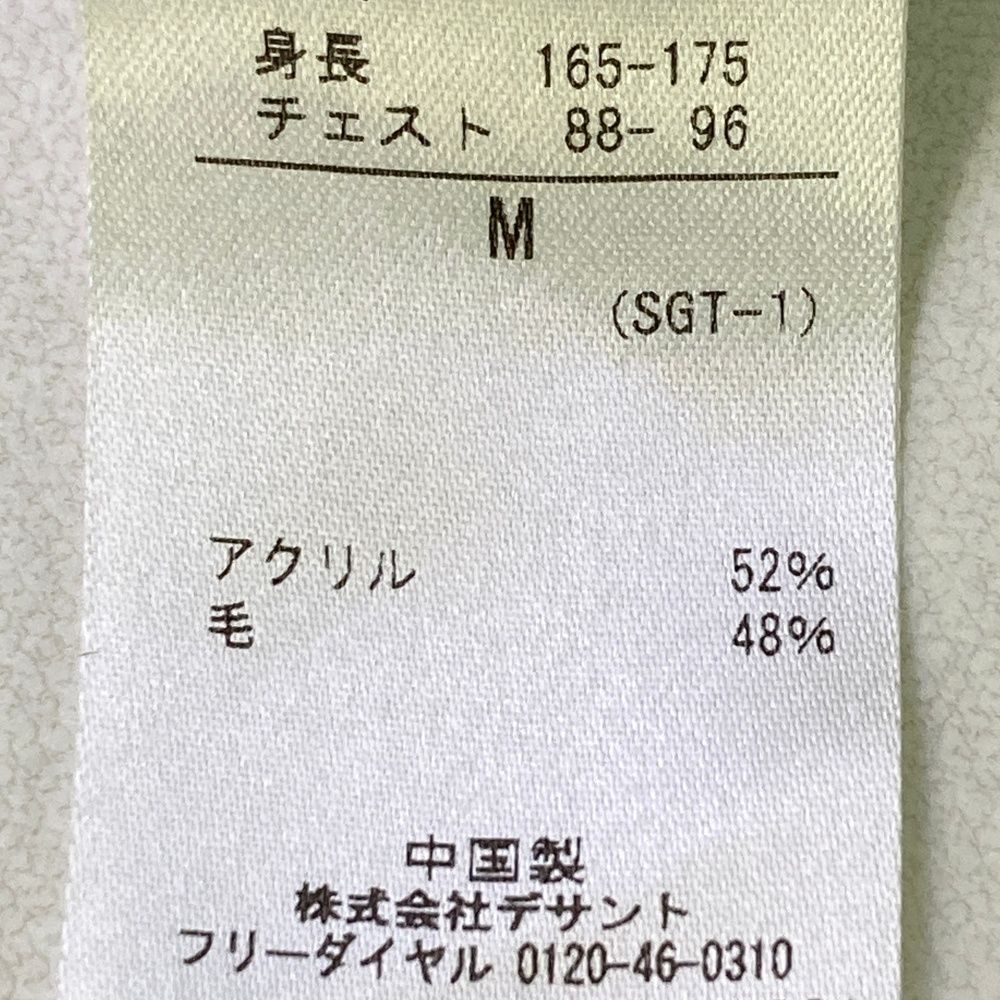 身長 165-175
チェスト 88- 96
M
(SGT-1)
アクリル 52%
毛 48%
中国製
株式会社デサント
フリーダイヤル 0120-46-0310